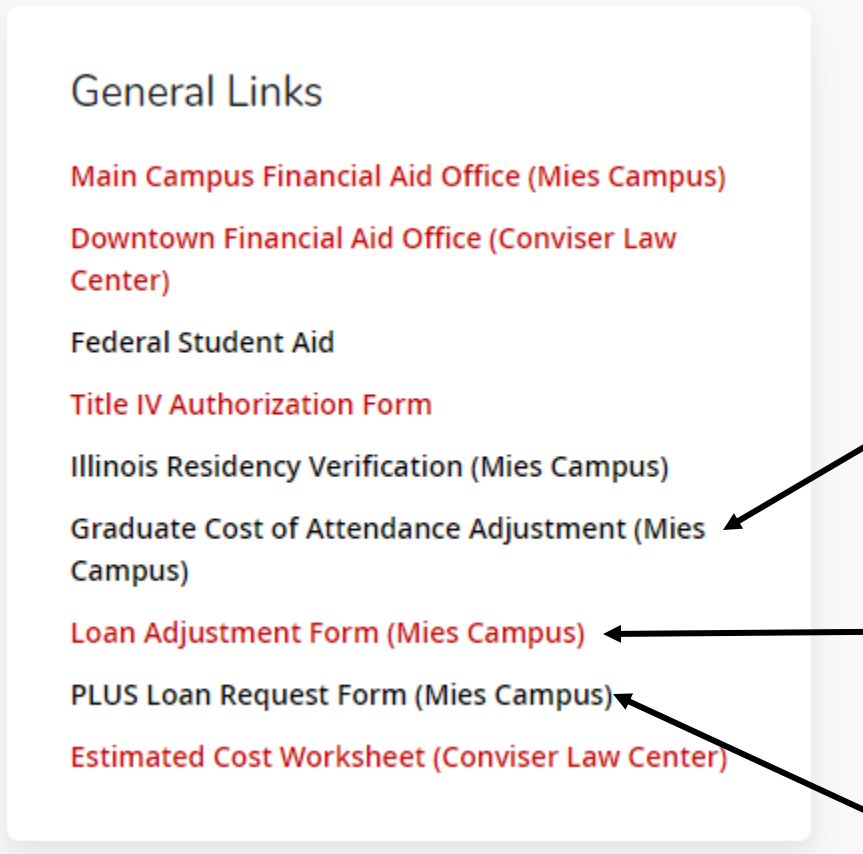 General Links
Main Campus Financial Aid Office (Mies Campus)
Downtown Financial Aid Office (Conviser Law
Center)
Federal Student Aid
Title IV Authorization Form
Illinois Residency Verification (Mies Campus)
Graduate Cost of Attendance Adjustment (Mies
Campus)
Loan Adjustment Form (Mies Campus)
PLUS Loan Request Form (Mies Campus)
Estimated Cost Worksheet (Conviser Law Center)